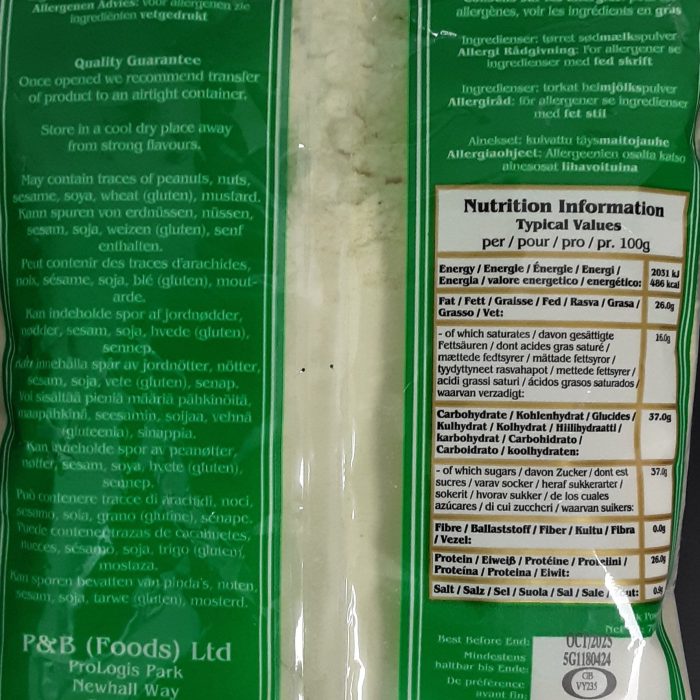 Allergenen Advies: voor allergenen zie
ingrediënten vetgedrukt
Quality Guarantee
Once opened we recommend transfer
of product to an airtight container.
Store in a cool dry place away
from strong flavours.
May contain traces of peanuts, nuts,
sesame, soya, wheat (gluten), mustard.
Kann spuren von erdnüssen, nüssen,
sesam, soja, weizen (gluten), senf
enthalten.
Peut contenir des traces d'arachides,
noix, sésame, soja, blé (gluten), mout-
arde.
Kan indeholde spor af jordnødder,
nødder, sesam, soja, hvede (gluten),
sennep.
Kan innehålla spår av jordnötter, nötter,
sesam, soja, vete (gluten), senap.
Voi sisältää pieniä määriä pähkinöitä,
maapähkinä, seesamin, soijaa, vehnä
(gluteenia), sinappia.
Kan inneholde spor av peanøtter,
nøtter, sesam, soya, hvete (gluten),
sennep.
Può contenere tracce di arachidi, noci,
sesamo, soia, grano (glutine), senape.
Puede contener trazas de cacahuetes,
nueces, sésamo, soja, trigo (gluten),
mostaza.
Kan sporen bevatten van pinda's, noten,
sesam, soja, tarwe (gluten), mosterd.
P&B (Foods) Ltd
ProLogis Park
Newhall Way
allergènes, voir les ingrédients en gras
Ingredienser: tørret sødmælkspulver
Allergi Rådgivning: For allergener se
ingredienser med fed skrift
Ingredienser: torkat helmjölkspulver
Allergiråd: för allergener se ingredienser
med fet stil
Ainekset: kuivattu täysmaitojauhe
Allergiaohjeet: Allergeenien osalta katso
ainesosat lihavoituina
Nutrition Information
Typical Values
per / pour / pro / pr. 100g
Energy / Energie / Énergie / Energi / 2031 kJ
Energia / valore energetico / energético: 486 kcal
Fat / Fett / Graisse / Fed / Rasva / Grasa / 26.0g
Grasso / Vet:
- of which saturates / davon gesättigte 16.0g
Fettsäuren / dont acides gras saturé /
mættede fedtsyrer / mättade fettsyror /
tyydyttyneet rasvahapot / mettede fettsyrer /
acidi grassi saturi / ácidos grasos saturados /
waarvan verzadigt:
Carbohydrate / Kohlenhydrat / Glucides / 37.0g
Kulhydrat / Kolhydrat / Hiilihydraatti /
karbohydrat / Carbohidrato /
Carboidrato / koolhydraten:
- of which sugars / davon Zucker / dont est 37.0g
sucres / varav socker / heraf sukkerarter /
sokerit / hvorav sukker / de los cuales
azúcares / di cui zuccheri / waarvan suikers:
Fibre / Ballaststoff / Fiber / Kuitu / Fibra 0.0g
/ Vezel:
Protein / Eiweiß / Protéine / Proteiini / 26.0g
Proteína / Proteina / Eiwit:
Salt / Salz / Sel / Suola / Sal / Sale / 0.9g
Best Before End: OCT/2025
Mindestens 5G1180424
haltbar bis Ende: GB
De préférence VY235
avant fin: